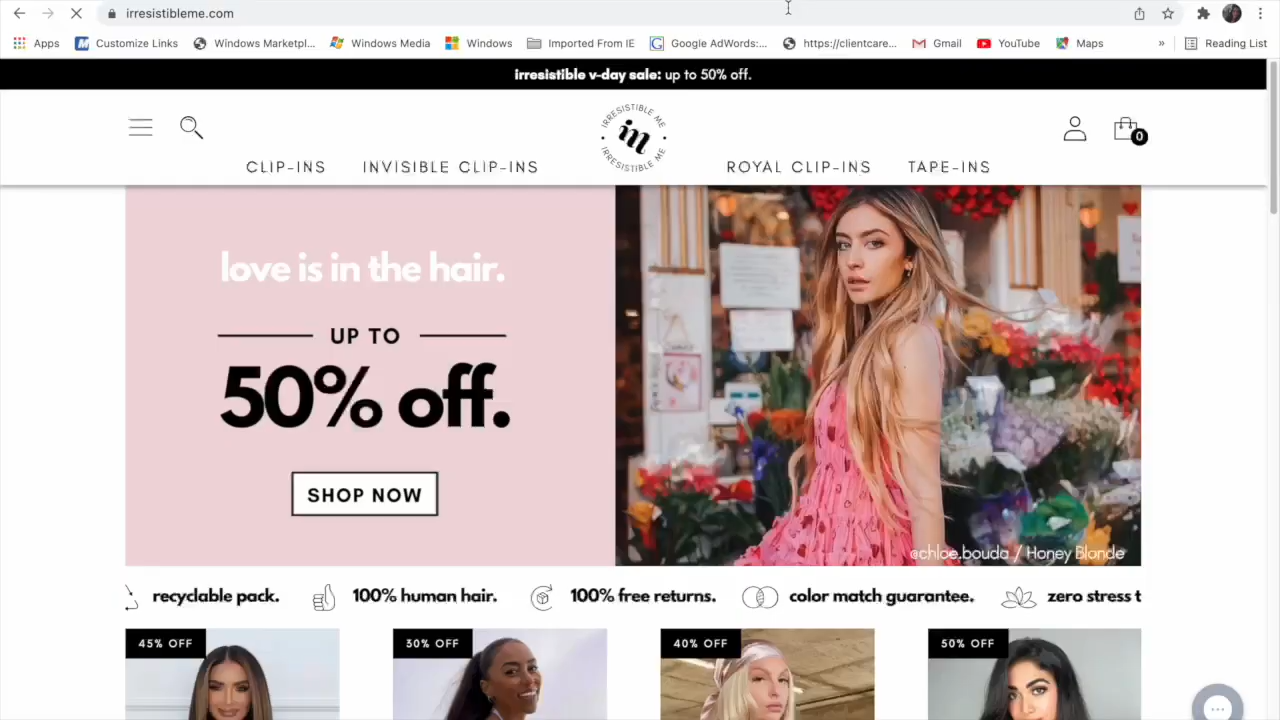 irresistibleme.com
Apps Customize Links Windows Marketpl... Windows Media Windows Imported From IE Google AdWords:... https://clientcare... Gmail YouTube Maps » Reading List
irresistible v-day sale: up to 50% off.
IRRESISTIBLE ME
im
IRRESISTIBLE ME
0
CLIP-INS INVISIBLE CLIP-INS ROYAL CLIP-INS TAPE-INS
love is in the hair.
UP TO
50% off.
SHOP NOW
@chloe.bouda / Honey Blonde
recyclable pack. 100% human hair. 100% free returns. color match guarantee. zero stress t
45% OFF 30% OFF 40% OFF 50% OFF